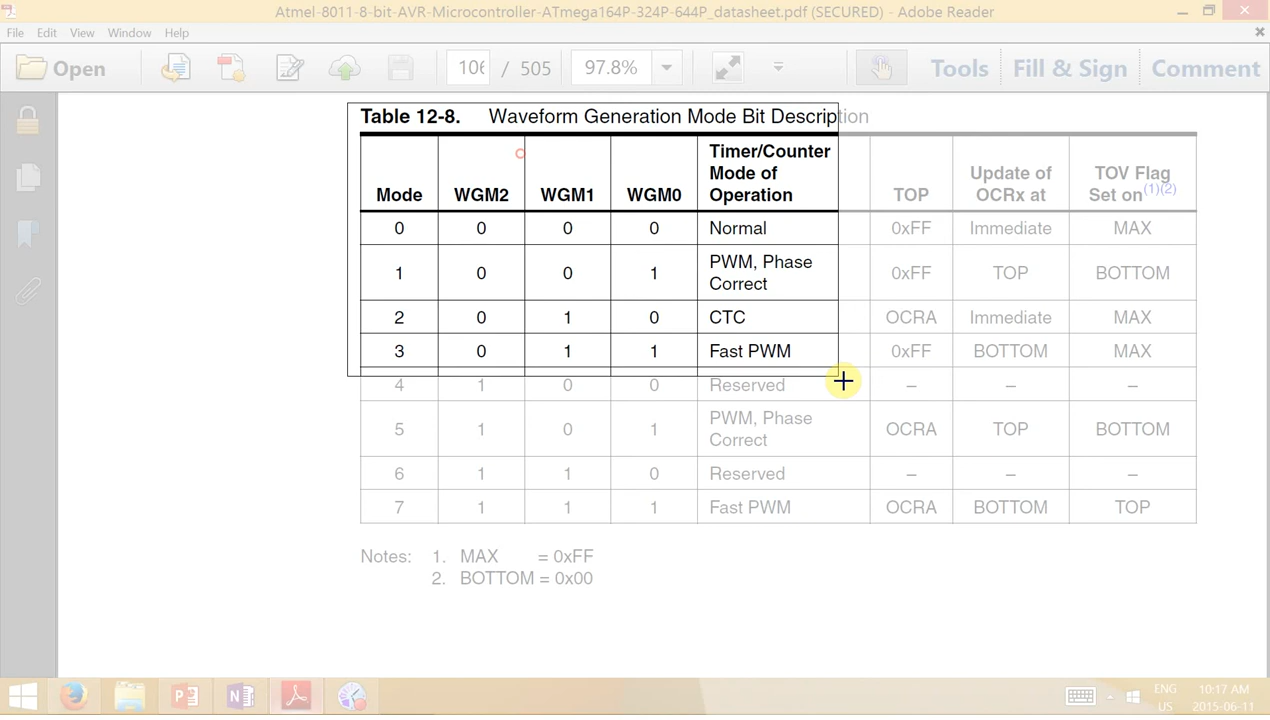 Atmel-8011-8-bit-AVR-Microcontroller-ATmega164P-324P-644P_datasheet.pdf (SECURED) - Adobe Reader
File Edit View Window Help
Open 106 / 505 97.8% Tools Fill & Sign Comment
Table 12-8. Waveform Generation Mode Bit Description
Mode WGM2 WGM1 WGM0 Timer/Counter Mode of Operation TOP Update of OCRx at TOV Flag Set on(1)(2)
0 0 0 0 Normal 0xFF Immediate MAX
1 0 0 1 PWM, Phase Correct 0xFF TOP BOTTOM
2 0 1 0 CTC OCRA Immediate MAX
3 0 1 1 Fast PWM 0xFF BOTTOM MAX
4 1 0 0 Reserved – – –
5 1 0 1 PWM, Phase Correct OCRA TOP BOTTOM
6 1 1 0 Reserved – – –
7 1 1 1 Fast PWM OCRA BOTTOM TOP
Notes: 1. MAX = 0xFF
2. BOTTOM = 0x00
ENG 10:17 AM
US 2015-06-11